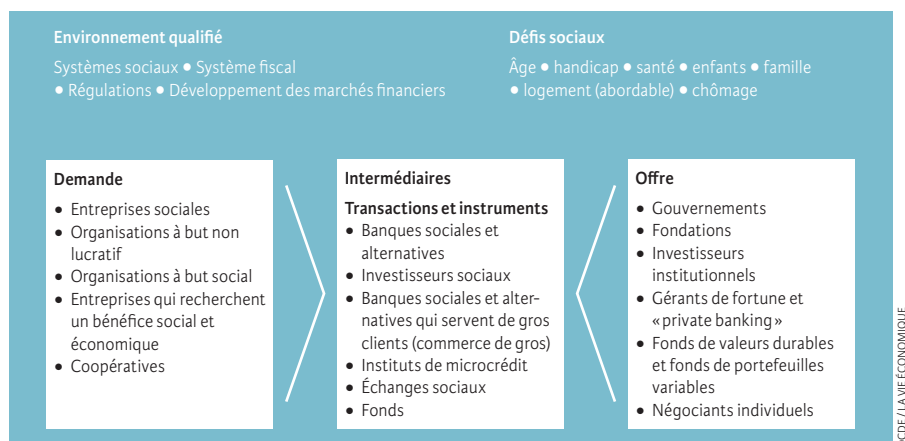 Environnement qualifié
Systèmes sociaux ● Système fiscal
● Régulations ● Développement des marchés financiers
Défis sociaux
Âge ● handicap ● santé ● enfants ● famille
● logement (abordable) ● chômage
Demande
● Entreprises sociales
● Organisations à but non
lucratif
● Organisations à but social
● Entreprises qui recherchent
un bénéfice social et
économique
● Coopératives
Intermédiaires
Transactions et instruments
● Banques sociales et
alternatives
● Investisseurs sociaux
● Banques sociales et alter-
natives qui servent de gros
clients (commerce de gros)
● Instituts de microcrédit
● Échanges sociaux
● Fonds
Offre
● Gouvernements
● Fondations
● Investisseurs
institutionnels
● Gérants de fortune et
«private banking»
● Fonds de valeurs durables
et fonds de portefeuilles
variables
● Négociants individuels
OCDE / LA VIE ÉCONOMIQUE